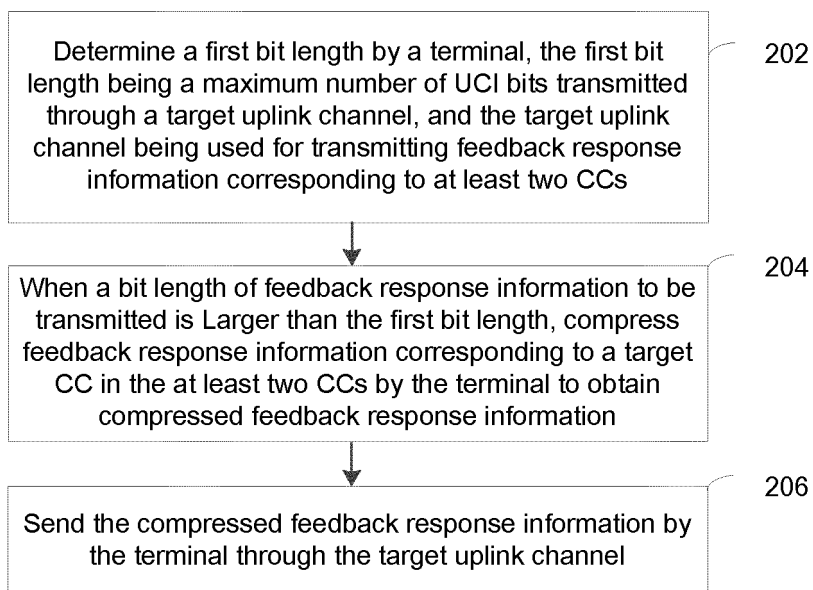 Determine a first bit length by a terminal, the first bit
length being a maximum number of UCI bits transmitted
through a target uplink channel, and the target uplink
channel being used for transmitting feedback response
information corresponding to at least two CCs
202
When a bit length of feedback response information to be
transmitted is Larger than the first bit length, compress
feedback response information corresponding to a target
CC in the at least two CCs by the terminal to obtain
compressed feedback response information
204
Send the compressed feedback response information by
the terminal through the target uplink channel
206